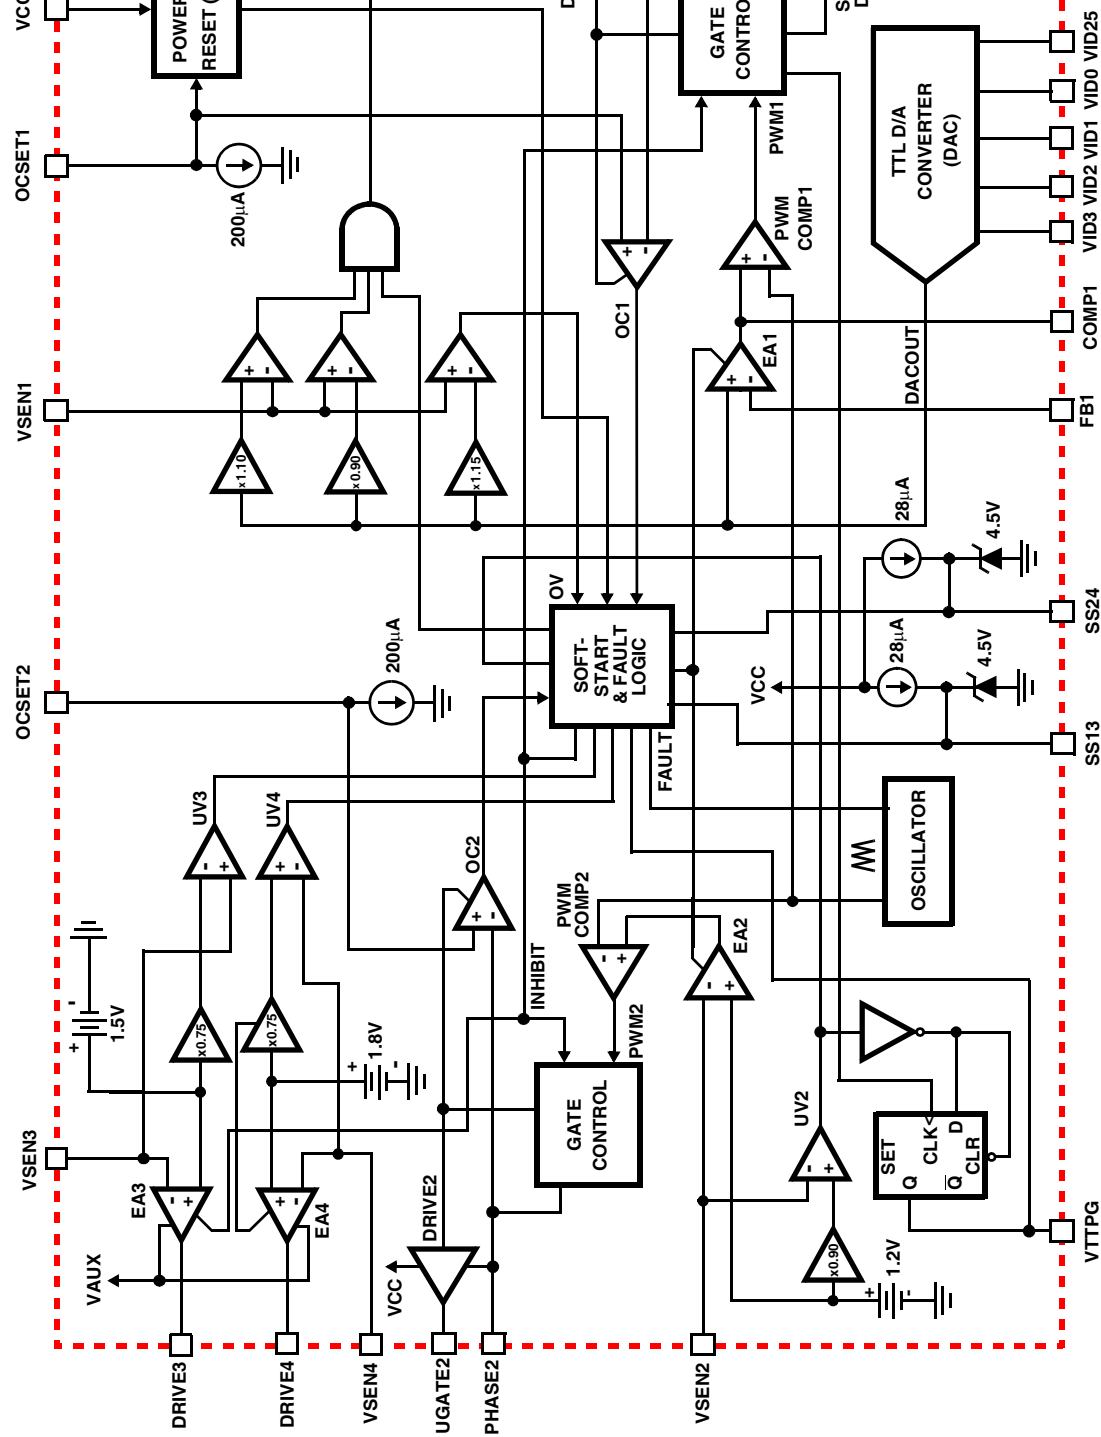 VCC
POWER
RESET (
GATE
CONTRO
D
S
D
OCSET1
200µA
PWM1
TTL D/A
CONVERTER
(DAC)
VID25
VID0
VID1
VID2
VID3
PWM
COMP1
OC1
EA1
COMP1
DACOUT
VSEN1
FB1
x1.10
x0.90
x1.15
+
-
+
-
+
-
+
-
+
-
+
-
28µA
4.5V
OV
SOFT-
START
& FAULT
LOGIC
SS24
OCSET2
200µA
VCC
28µA
4.5V
SS13
FAULT
UV3
UV4
OC2
-
+
+
-
+
-
PWM
COMP2
-
+
OSCILLATOR
EA2
-
+
INHIBIT
PWM2
-
+
1.5V
x0.75
x0.75
+
-
1.8V
GATE
CONTROL
VSEN3
EA3
-
+
EA4
+
-
VAUX
DRIVE2
VCC
UV2
-
+
x0.90
+
-
1.2V
SET
CLK<
D
Q
Q
CLR
VTTPG
DRIVE3
DRIVE4
VSEN4
UGATE2
PHASE2
VSEN2